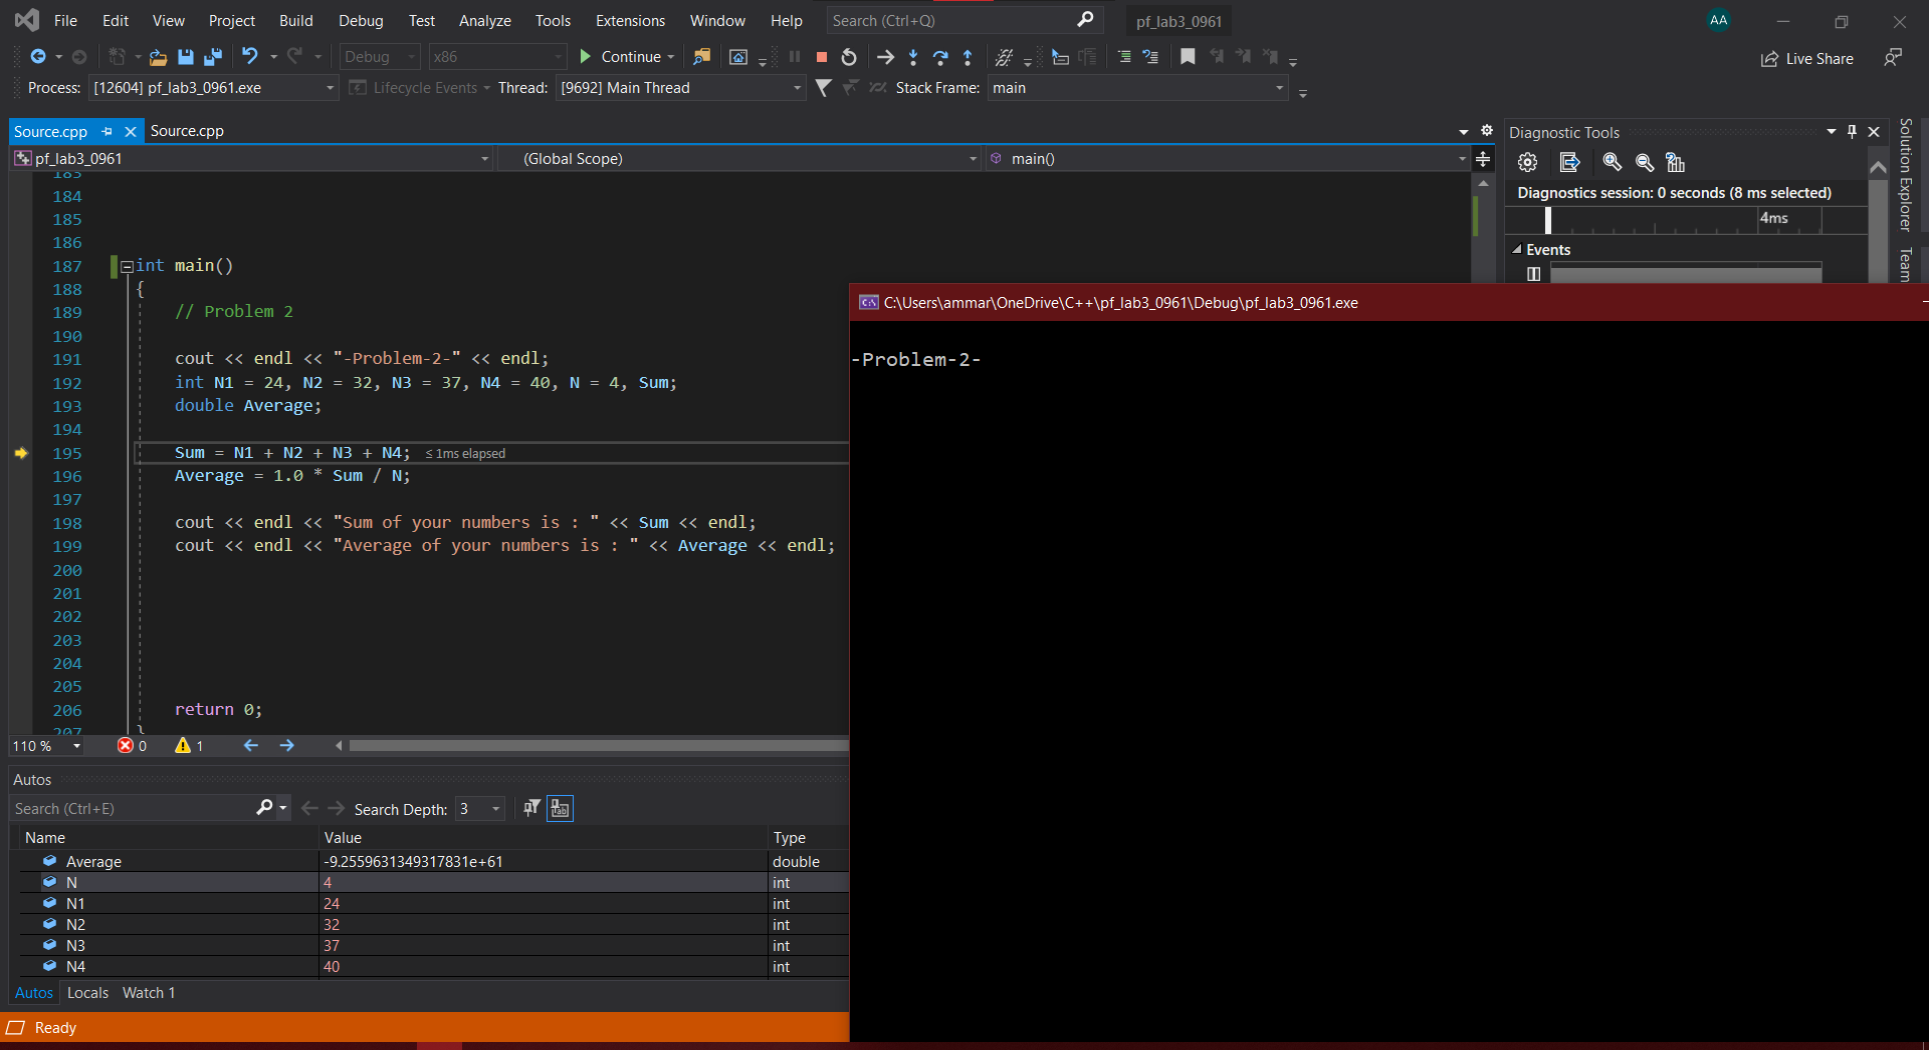 File Edit View Project Build Debug Test Analyze Tools Extensions Window Help Search (Ctrl+Q) pf_lab3_0961 AA
Debug x86 Continue Live Share
Process: [12604] pf_lab3_0961.exe Lifecycle Events Thread: [9692] Main Thread Stack Frame: main
Source.cpp Source.cpp
pf_lab3_0961 (Global Scope) main()
183
184
185
186
187 int main()
188 {
189 // Problem 2
190
191 cout << endl << "-Problem-2-" << endl;
192 int N1 = 24, N2 = 32, N3 = 37, N4 = 40, N = 4, Sum;
193 double Average;
194
195 Sum = N1 + N2 + N3 + N4; ≤ 1ms elapsed
196 Average = 1.0 * Sum / N;
197
198 cout << endl << "Sum of your numbers is : " << Sum << endl;
199 cout << endl << "Average of your numbers is : " << Average << endl;
200
201
202
203
204
205
206 return 0;
207 }
110 % 0 1
Autos
Search (Ctrl+E) Search Depth: 3
Name Value Type
Average -9.2559631349317831e+61 double
N 4 int
N1 24 int
N2 32 int
N3 37 int
N4 40 int
Autos Locals Watch 1
Ready
Diagnostic Tools
Diagnostics session: 0 seconds (8 ms selected)
4ms
Events
Solution Explorer
Team
C:\Users\ammar\OneDrive\C++\pf_lab3_0961\Debug\pf_lab3_0961.exe
-Problem-2-